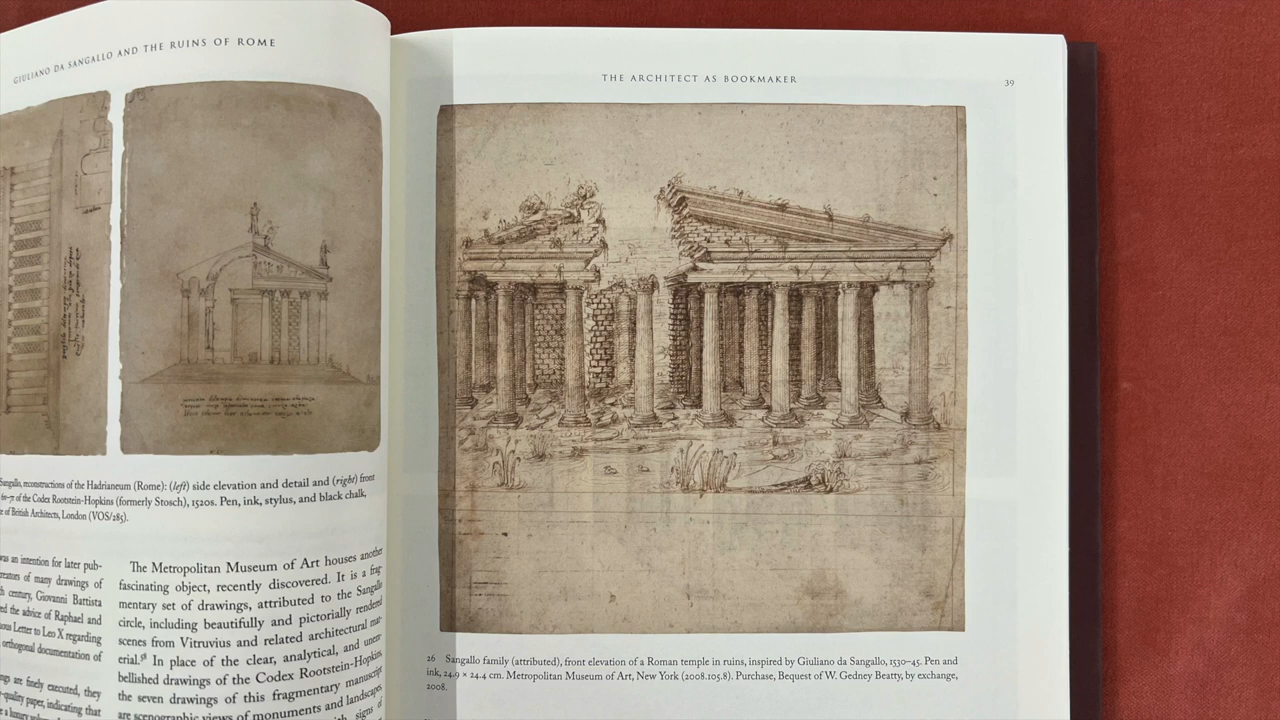 GIULIANO DA SANGALLO AND THE RUINS OF ROME
Sangallo, reconstructions of the Hadrianeum (Rome): (left) side elevation and detail and (right) front
of the Codex Rootstein-Hopkins (formerly Stosch), 1520s. Pen, ink, stylus, and black chalk.
of British Architects, London (VOS/285).
was an intention for later pub-
creators of many drawings of
century, Giovanni Battista
the advice of Raphael and
Letter to Leo X regarding
orthogonal documentation of
are finely executed, they
-quality paper, indicating that
The Metropolitan Museum of Art houses another
fascinating object, recently discovered. It is a frag-
mentary set of drawings, attributed to the Sangallo
circle, including beautifully and pictorially rendered
scenes from Vitruvius and related architectural mat-
erial.58 In place of the clear, analytical, and unem-
bellished drawings of the Codex Rootstein-Hopkins,
the seven drawings of this fragmentary manuscript
are scenographic views of monuments and landscapes,
signs of
THE ARCHITECT AS BOOKMAKER
39
26 Sangallo family (attributed), front elevation of a Roman temple in ruins, inspired by Giuliano da Sangallo, 1530–45. Pen and
ink, 24.9 × 24.4 cm. Metropolitan Museum of Art, New York (2008.105.8). Purchase, Bequest of W. Gedney Beatty, by exchange,
2008.